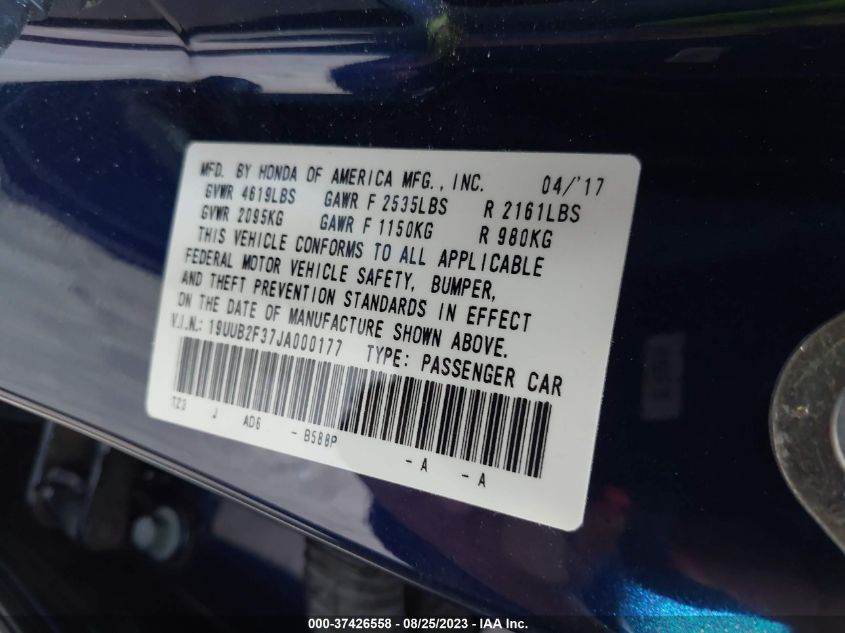 MFD. BY HONDA OF AMERICA MFG., INC. 04/'17
GVWR 4619LBS GAWR F 2535LBS R 2161LBS
GVWR 2095KG GAWR F 1150KG R 980KG
THIS VEHICLE CONFORMS TO ALL APPLICABLE
FEDERAL MOTOR VEHICLE SAFETY, BUMPER,
AND THEFT PREVENTION STANDARDS IN EFFECT
ON THE DATE OF MANUFACTURE SHOWN ABOVE.
V.I.N.: 19UUB2F37JA000177 TYPE: PASSENGER CAR
TZ3 J AD6 - B588P - A - A
000-37426558 — 08/25/2023 — IAA Inc.